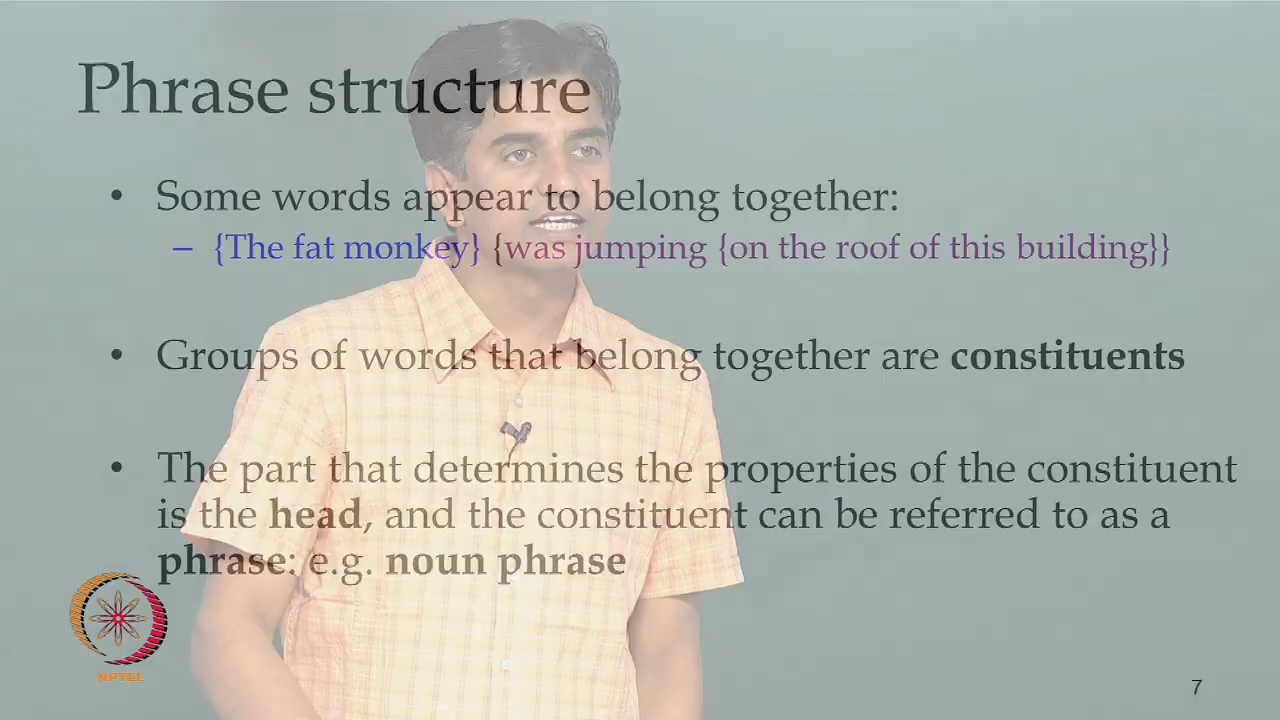 Phrase structure
• Some words appear to belong together:
– {The fat monkey} {was jumping {on the roof of this building}}
• Groups of words that belong together are constituents
• The part that determines the properties of the constituent
is the head, and the constituent can be referred to as a
phrase: e.g. noun phrase
NPTEL
7